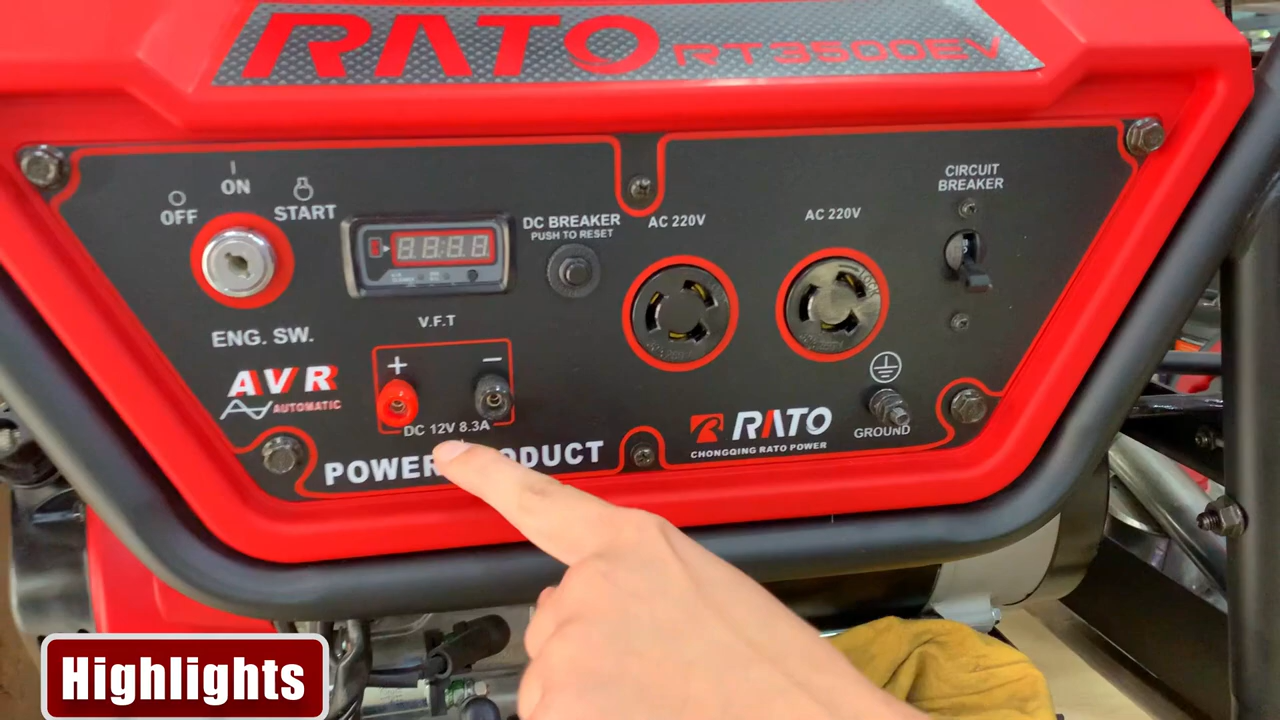 RATO RT3500EV
ON
OFF
START
ENG. SW.
V.F.T
DC BREAKER
PUSH TO RESET
AC 220V
AC 220V
CIRCUIT
BREAKER
AVR
AUTOMATIC
+
−
DC 12V 8.3A
POWER
RATO
CHONGQING RATO POWER
GROUND
Highlights